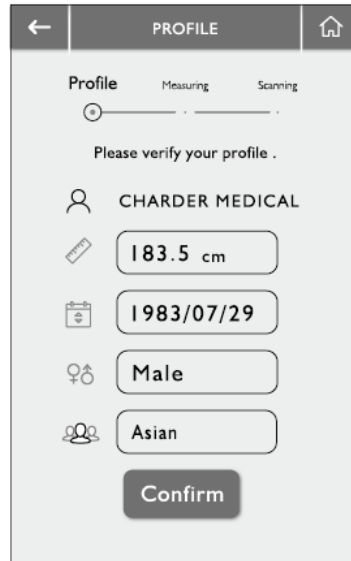 PROFILE
Profile Measuring Scanning
Please verify your profile .
CHARDER MEDICAL
183.5 cm
1983/07/29
Male
Asian
Confirm